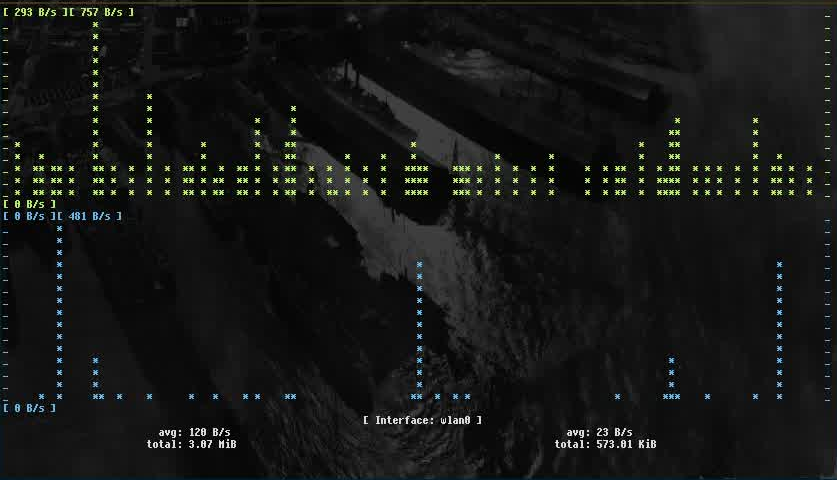 [ 293 B/s ][ 757 B/s ]
[ 0 B/s ]
[ 0 B/s ][ 481 B/s ]
[ 0 B/s ]
[ Interface: wlan0 ]
avg: 120 B/s avg: 23 B/s
total: 3.07 MiB total: 573.01 KiB